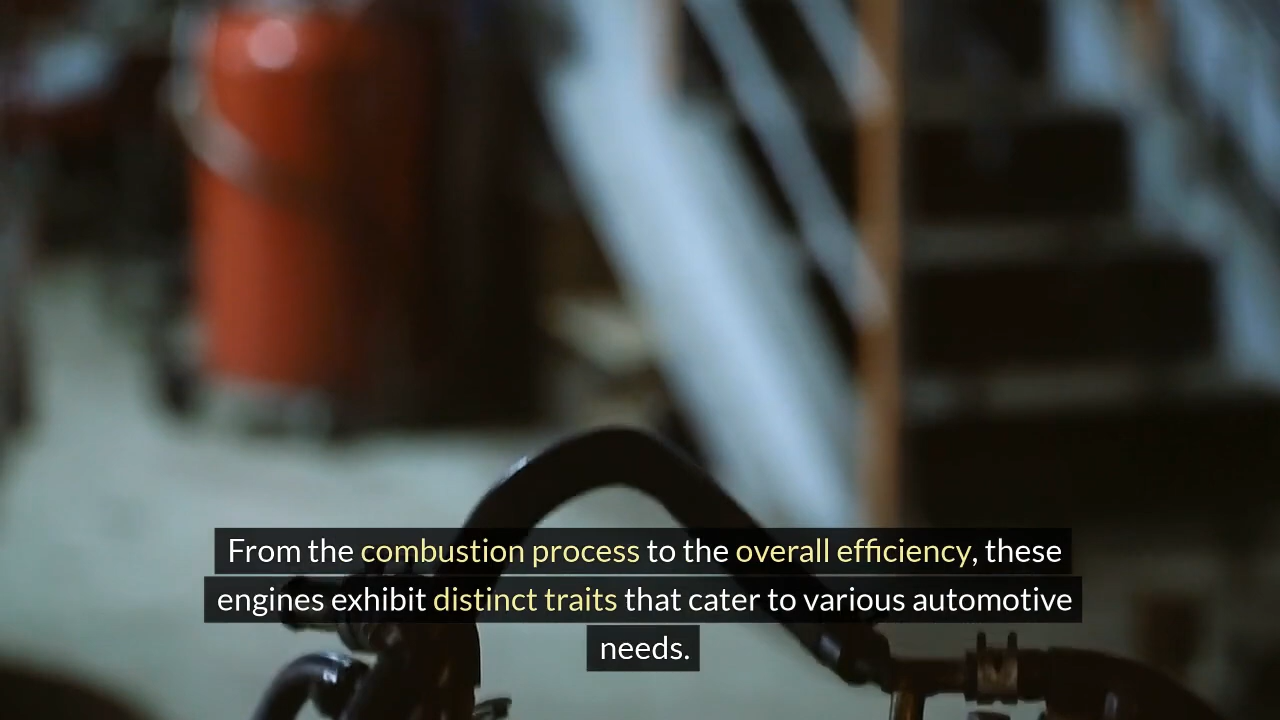 From the combustion process to the overall efficiency, these
engines exhibit distinct traits that cater to various automotive
needs.